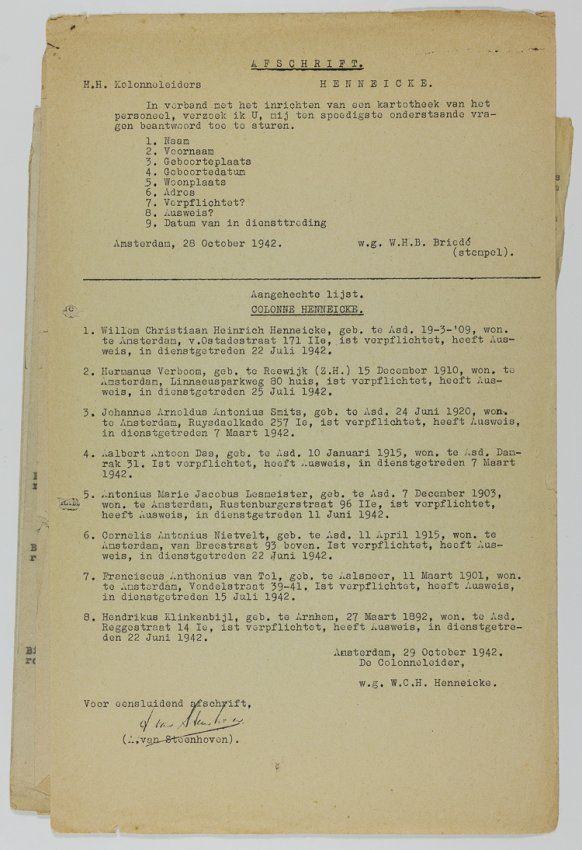 AFSCHRIFT.
H.H. Kolonneleiders HENNEICKE.
In verband met het inrichten van een kartotheek van het
personeel, verzoek ik U, mij ten spoedigste onderstaande vra-
gen beantwoord toe te sturen.
1. Naam
2. Voornaam
3. Geboorteplaats
4. Geboortedatum
5. Woonplaats
6. Adres
7. Verpflichtet?
8. Ausweis?
9. Datum van in diensttreding
Amsterdam, 28 October 1942. w.g. W.H.B. Briedé
(stempel).
Aangehechte lijst.
COLONNE HENNEICKE.
1. Willem Christiaan Heinrich Henneicke, geb. te Asd. 19-3-'09, won.
te Amsterdam, v.Ostadestraat 171 IIe, ist verpflichtet, heeft Aus-
weis, in dienstgetreden 22 Juli 1942.
2. Hermanus Verboom, geb. te Reewijk (Z.H.) 15 December 1910, won. te
Amsterdam, Linnaeusparkweg 80 huis, ist verpflichtet, heeft Aus-
weis, in dienstgetreden 25 Juli 1942.
3. Johannes Arnoldus Antonius Smits, geb. te Asd. 24 Juni 1920, won.
te Amsterdam, Ruysdaelkade 257 Ie, ist verpflichtet, heeft Ausweis,
in dienstgetreden 7 Maart 1942.
4. Aalbert Antoon Das, geb. te Asd. 10 Januari 1915, won. te Asd. Dam-
rak 31. Ist verpflichtet, heeft Ausweis, in dienstgetreden 7 Maart
1942.
5. Antonius Marie Jacobus Lesmeister, geb. te Asd. 7 December 1903,
won. te Amsterdam, Rustenburgerstraat 96 IIe, ist verpflichtet,
heeft Ausweis, in dienstgetreden 11 Juni 1942.
6. Cornelis Antonius Nietvelt, geb. te Asd. 11 April 1915, won. te
Amsterdam, van Breestraat 93 boven. Ist verpflichtet, heeft Aus-
weis, in dienstgetreden 22 Juni 1942.
7. Franciscus Anthonius van Tol, geb. te Aalsmeer, 11 Maart 1901, won.
te Amsterdam, Vondelstraat 39-41. Ist verpflichtet, heeft Ausweis,
in dienstgetreden 15 Juli 1942.
8. Hendrikus Klinkenbijl, geb. te Arnhem, 27 Maart 1892, won. te Asd.
Reggestraat 14 Ie, ist verpflichtet, heeft Ausweis, in dienstgetre-
den 22 Juni 1942.
Amsterdam, 29 October 1942.
De Colonneleider,
w.g. W.C.H. Henneicke.
Voor eensluidend afschrift,
(A.van Steenhoven).